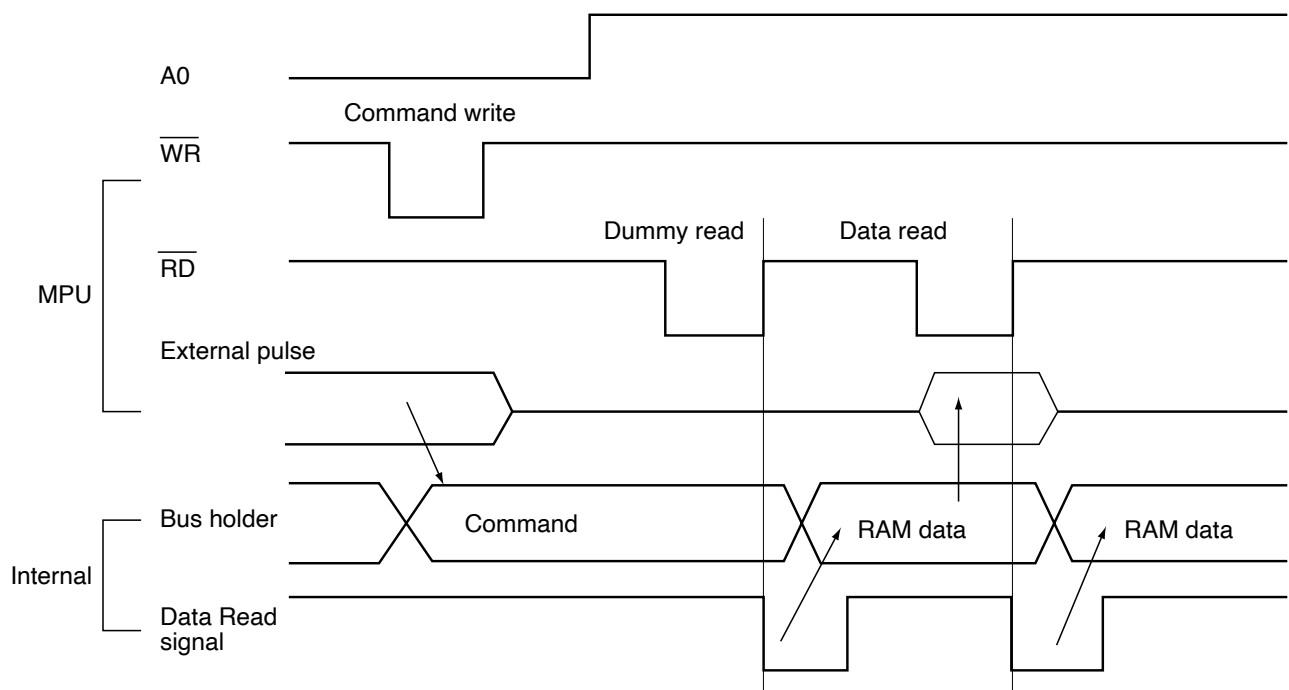 A0
Command write
WR
Dummy read
Data read
RD
MPU
External pulse
Bus holder
Command
RAM data
RAM data
Internal
Data Read
signal